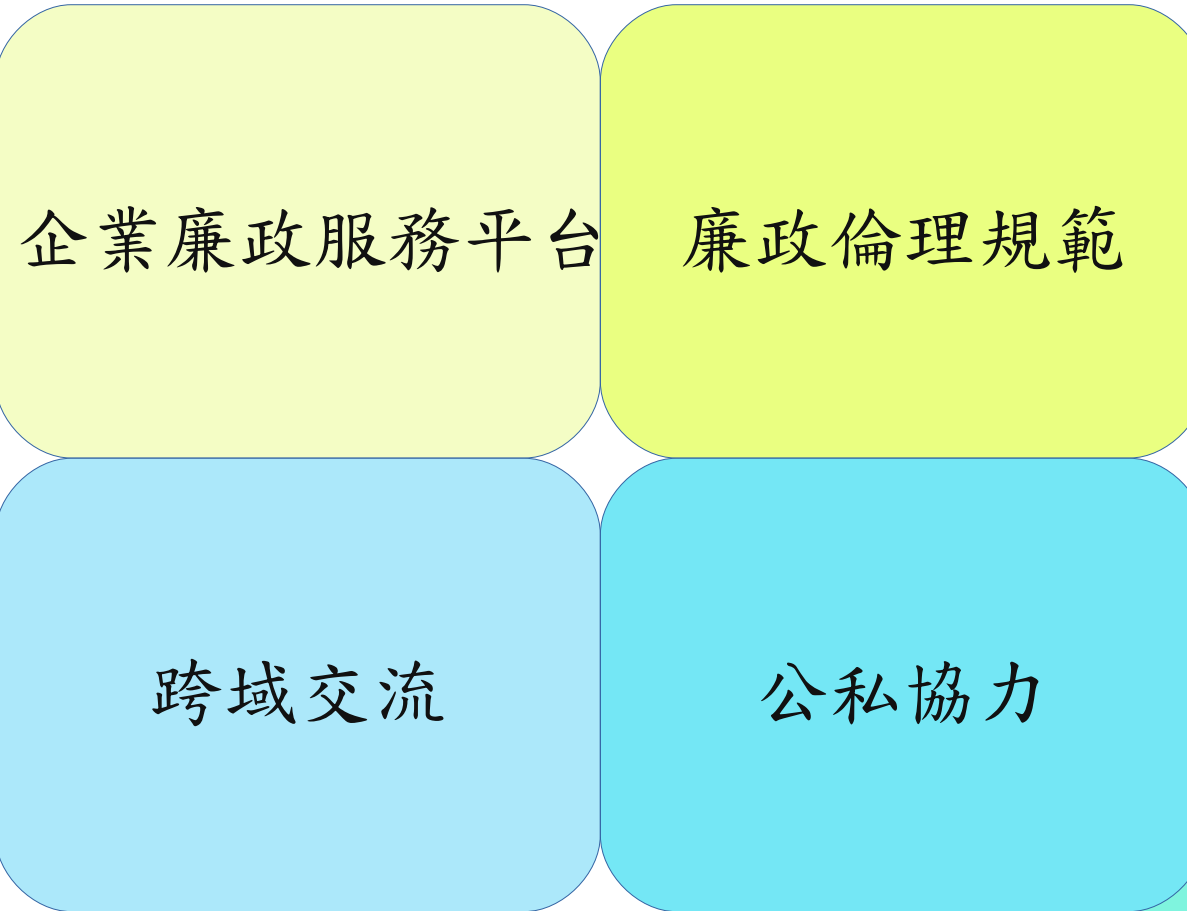 企業廉政服務平台
廉政倫理規範
跨域交流
公私協力